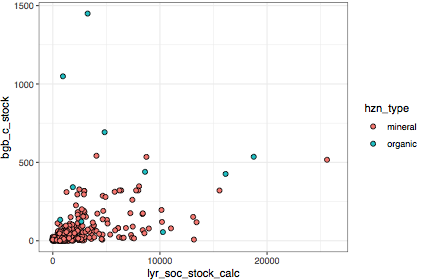 1500
1000
500
0
bgb_c_stock
0
10000
20000
lyr_soc_stock_calc
hzn_type
mineral
organic